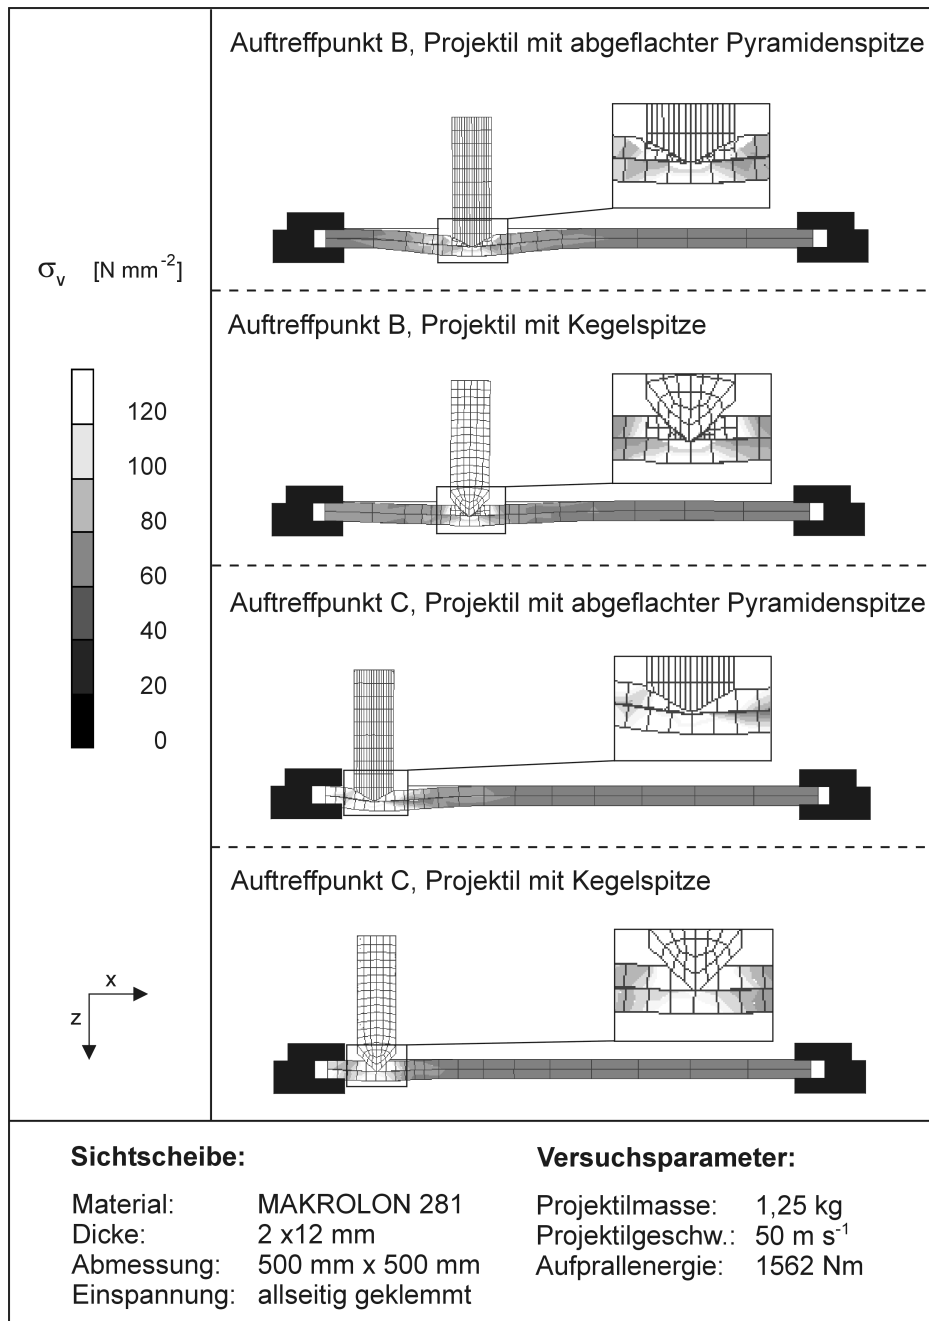 Auftreffpunkt B, Projektil mit abgeflachter Pyramidenspitze
σv [N mm-2]
Auftreffpunkt B, Projektil mit Kegelspitze
120
100
80
60
40
20
0
Auftreffpunkt C, Projektil mit abgeflachter Pyramidenspitze
Auftreffpunkt C, Projektil mit Kegelspitze
x
z
Sichtscheibe:
Material: MAKROLON 281
Dicke: 2 x12 mm
Abmessung: 500 mm x 500 mm
Einspannung: allseitig geklemmt
Versuchsparameter:
Projektilmasse: 1,25 kg
Projektilgeschw.: 50 m s-1
Aufprallenergie: 1562 Nm